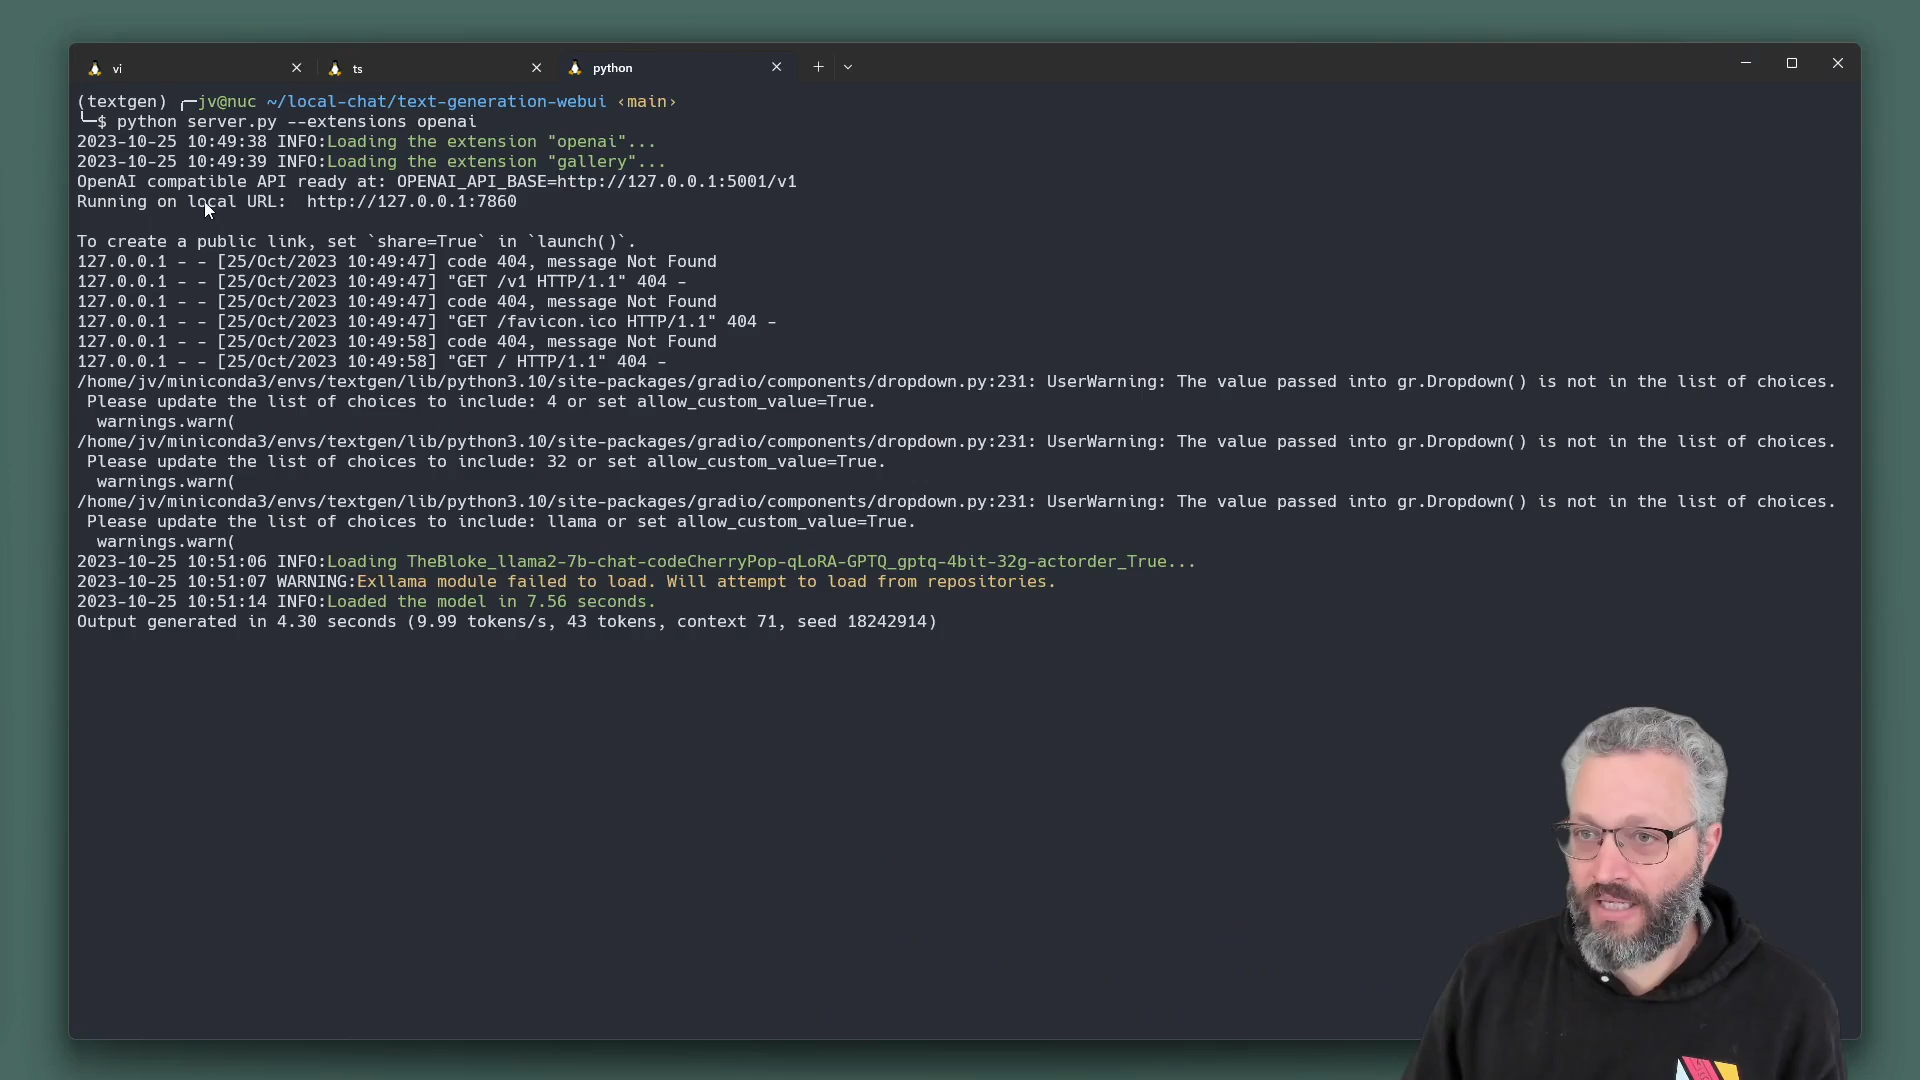 vi
ts
python
(textgen) ╭─jv@nuc ~/local-chat/text-generation-webui ‹main›
╰─$ python server.py --extensions openai
2023-10-25 10:49:38 INFO:Loading the extension "openai"...
2023-10-25 10:49:39 INFO:Loading the extension "gallery"...
OpenAI compatible API ready at: OPENAI_API_BASE=http://127.0.0.1:5001/v1
Running on local URL:  http://127.0.0.1:7860
To create a public link, set `share=True` in `launch()`.
127.0.0.1 - - [25/Oct/2023 10:49:47] code 404, message Not Found
127.0.0.1 - - [25/Oct/2023 10:49:47] "GET /v1 HTTP/1.1" 404 -
127.0.0.1 - - [25/Oct/2023 10:49:47] code 404, message Not Found
127.0.0.1 - - [25/Oct/2023 10:49:47] "GET /favicon.ico HTTP/1.1" 404 -
127.0.0.1 - - [25/Oct/2023 10:49:58] code 404, message Not Found
127.0.0.1 - - [25/Oct/2023 10:49:58] "GET / HTTP/1.1" 404 -
/home/jv/miniconda3/envs/textgen/lib/python3.10/site-packages/gradio/components/dropdown.py:231: UserWarning: The value passed into gr.Dropdown() is not in the list of choices.
Please update the list of choices to include: 4 or set allow_custom_value=True.
warnings.warn(
/home/jv/miniconda3/envs/textgen/lib/python3.10/site-packages/gradio/components/dropdown.py:231: UserWarning: The value passed into gr.Dropdown() is not in the list of choices.
Please update the list of choices to include: 32 or set allow_custom_value=True.
warnings.warn(
/home/jv/miniconda3/envs/textgen/lib/python3.10/site-packages/gradio/components/dropdown.py:231: UserWarning: The value passed into gr.Dropdown() is not in the list of choices.
Please update the list of choices to include: llama or set allow_custom_value=True.
warnings.warn(
2023-10-25 10:51:06 INFO:Loading TheBloke_llama2-7b-chat-codeCherryPop-qLoRA-GPTQ_gptq-4bit-32g-actorder_True...
2023-10-25 10:51:07 WARNING:Exllama module failed to load. Will attempt to load from repositories.
2023-10-25 10:51:14 INFO:Loaded the model in 7.56 seconds.
Output generated in 4.30 seconds (9.99 tokens/s, 43 tokens, context 71, seed 18242914)